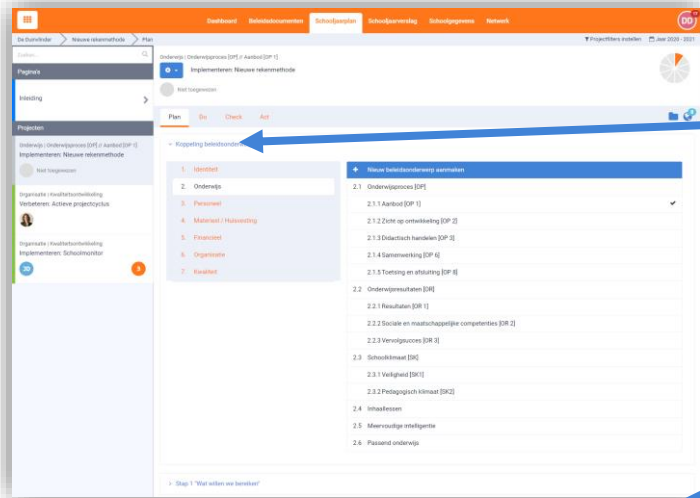 Dashboard Beleidsdocumenten Schooljaarplan Schooljaarverslag Schoolgegevens Netwerk
DD
De Duinvlinder Nieuwe rekenmethode Plan
Projectfilters instellen Jaar 2020 - 2021
Zoeken...
Pagina's
Inleiding
Projecten
Onderwijs | Onderwijsproces [OP] // Aanbod [OP 1]
Implementeren: Nieuwe rekenmethode
Niet toegewezen
Organisatie | Kwaliteitsontwikkeling
Verbeteren: Actieve projectcyclus
Organisatie | Kwaliteitsontwikkeling
Implementeren: Schoolmonitor
JD
3
Onderwijs | Onderwijsproces [OP] // Aanbod [OP 1]
Implementeren: Nieuwe rekenmethode
Niet toegewezen
Plan Do Check Act
Koppeling beleidsonder
1. Identiteit
2. Onderwijs
3. Personeel
4. Materieel / Huisvesting
5. Financieel
6. Organisatie
7. Kwaliteit
+ Nieuw beleidsonderwerp aanmaken
2.1 Onderwijsproces [OP]
2.1.1 Aanbod [OP 1]
2.1.2 Zicht op ontwikkeling [OP 2]
2.1.3 Didactisch handelen [OP 3]
2.1.4 Samenwerking [OP 6]
2.1.5 Toetsing en afsluiting [OP 8]
2.2 Onderwijsresultaten [OR]
2.2.1 Resultaten [OR 1]
2.2.2 Sociale en maatschappelijke competenties [OR 2]
2.2.3 Vervolgsucces [OR 3]
2.3 Schoolklimaat [SK]
2.3.1 Veiligheid [SK1]
2.3.2 Pedagogisch klimaat [SK2]
2.4 Inhaallessen
2.5 Meervoudige intelligentie
2.6 Passend onderwijs
Stap 1 "Wat willen we bereiken"